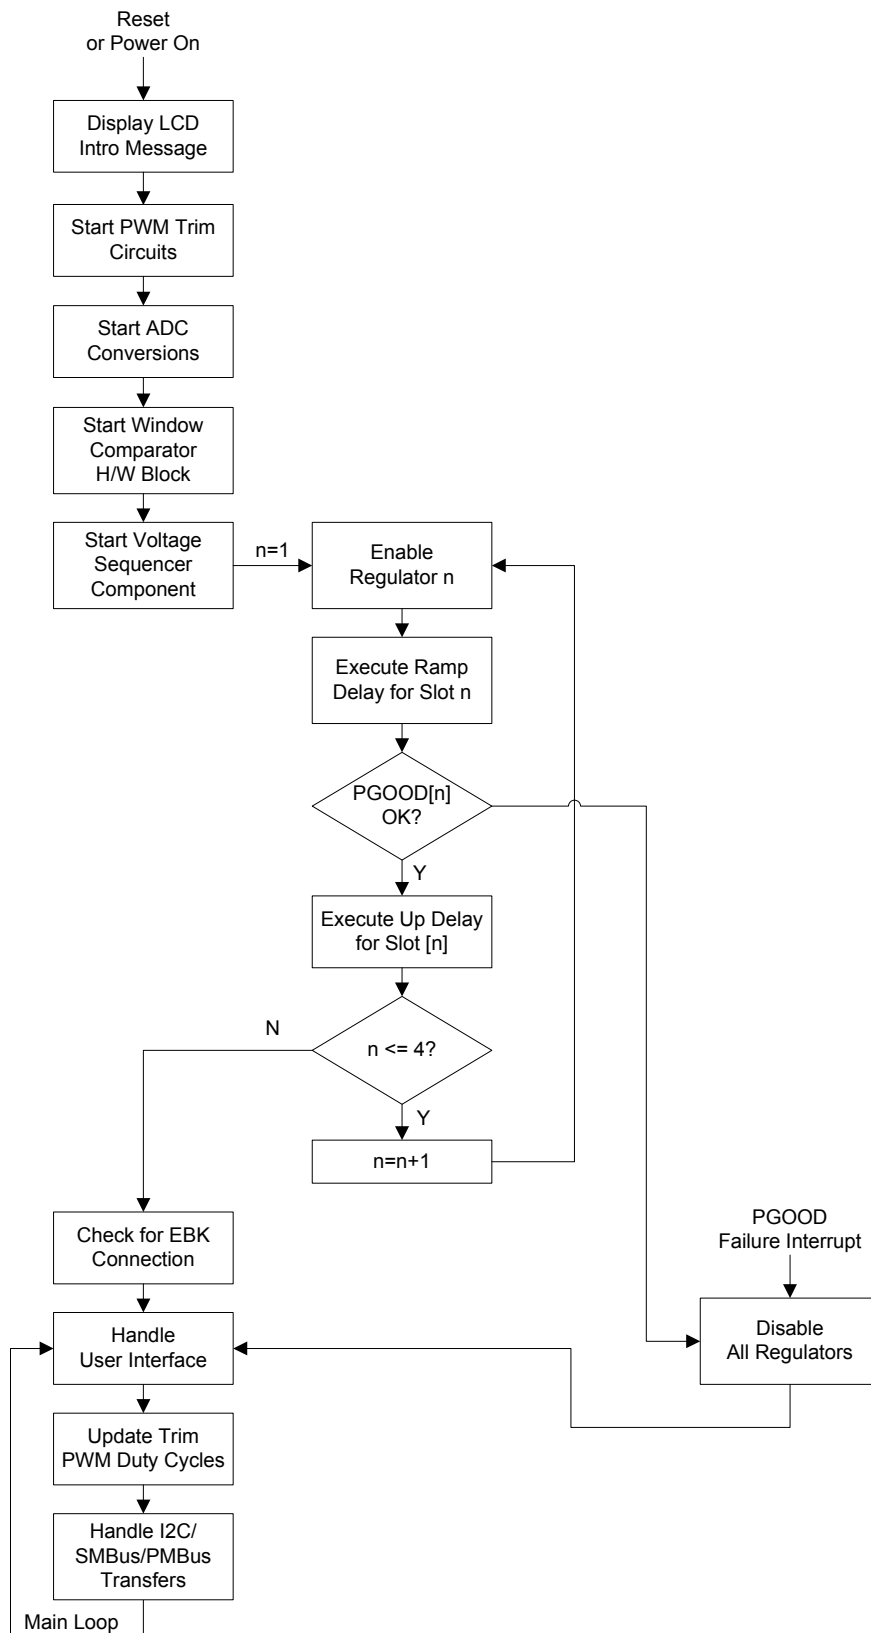 Reset
or Power On
Display LCD
Intro Message
Start PWM Trim
Circuits
Start ADC
Conversions
Start Window
Comparator
H/W Block
Start Voltage
Sequencer
Component
n=1
Enable
Regulator n
Execute Ramp
Delay for Slot n
PGOOD[n]
OK?
Y
Execute Up Delay
for Slot [n]
n <= 4?
N
Y
n=n+1
Check for EBK
Connection
PGOOD
Failure Interrupt
Disable
All Regulators
Handle
User Interface
Update Trim
PWM Duty Cycles
Handle I2C/
SMBus/PMBus
Transfers
Main Loop